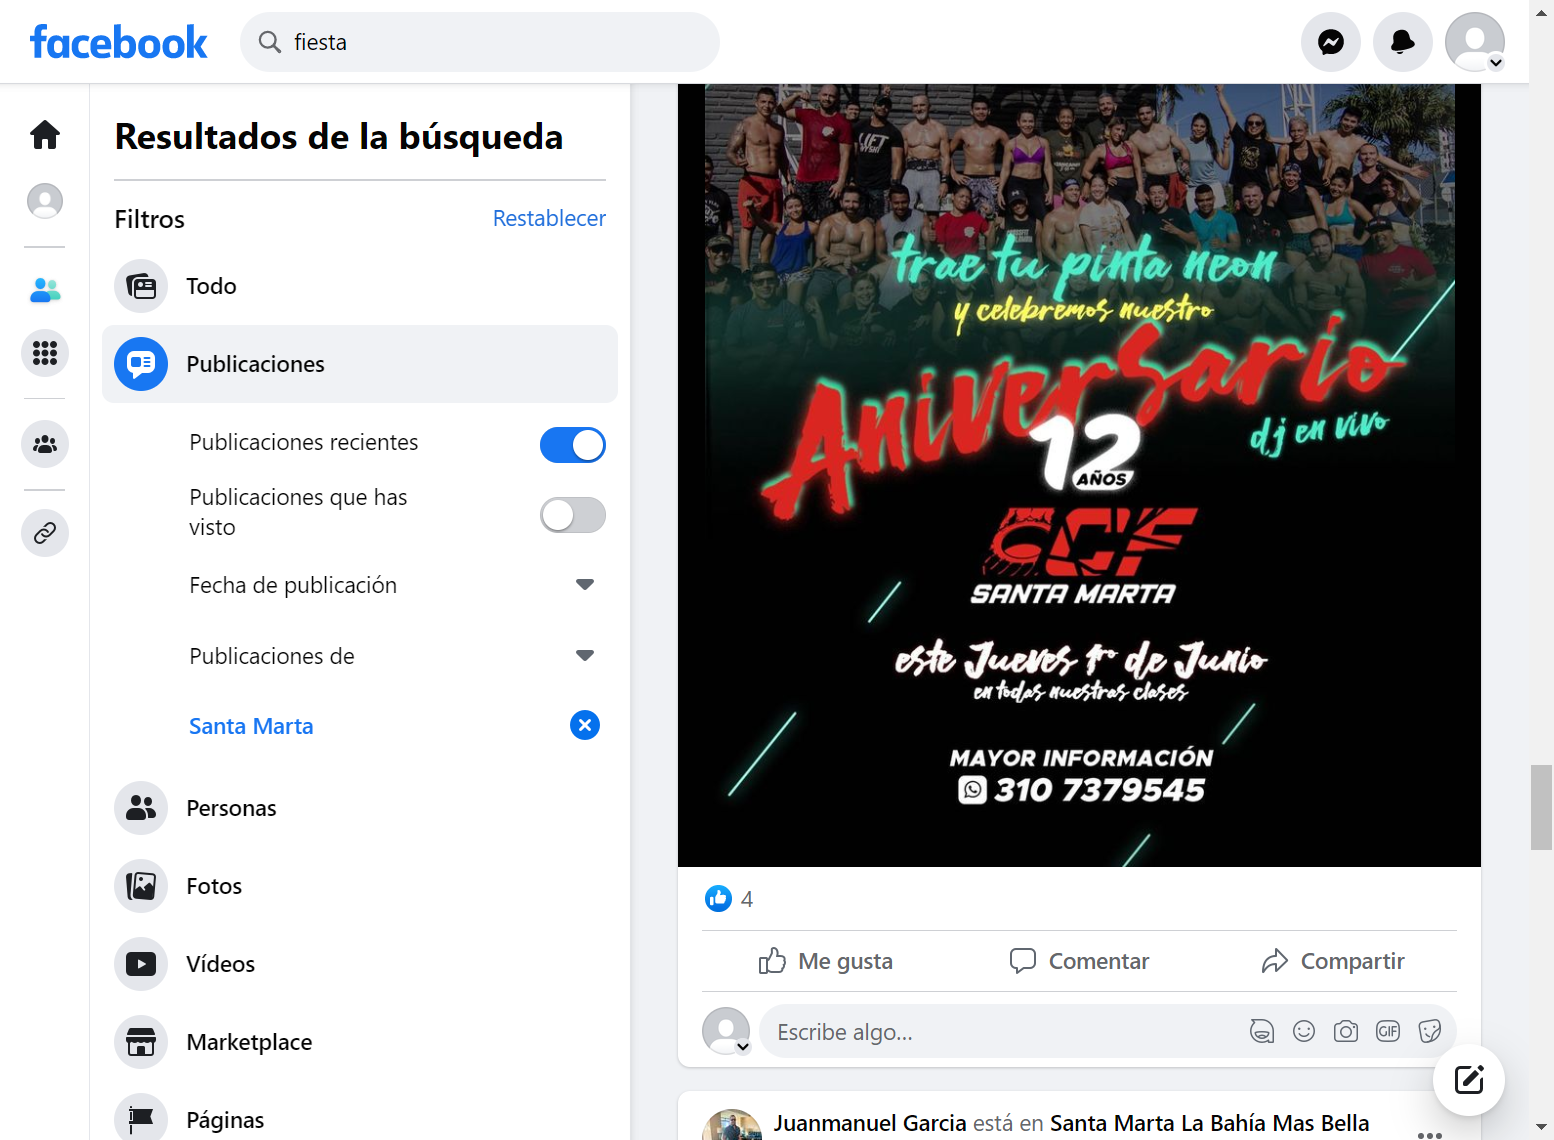 facebook
fiesta
Resultados de la búsqueda
Filtros
Restablecer
Todo
Publicaciones
Publicaciones recientes
Publicaciones que has
visto
Fecha de publicación
Publicaciones de
Santa Marta
Personas
Fotos
Vídeos
Marketplace
Páginas
LIFT
trae tu pinta neon
y celebremos nuestro
Aniversario
12
AÑOS
dj en vivo
CCF
SANTA MARTA
este Jueves 1ro de Junio
en todas nuestras clases
MAYOR INFORMACIÓN
310 7379545
4
Me gusta
Comentar
Compartir
Escribe algo...
GIF
Juanmanuel Garcia está en Santa Marta La Bahía Mas Bella